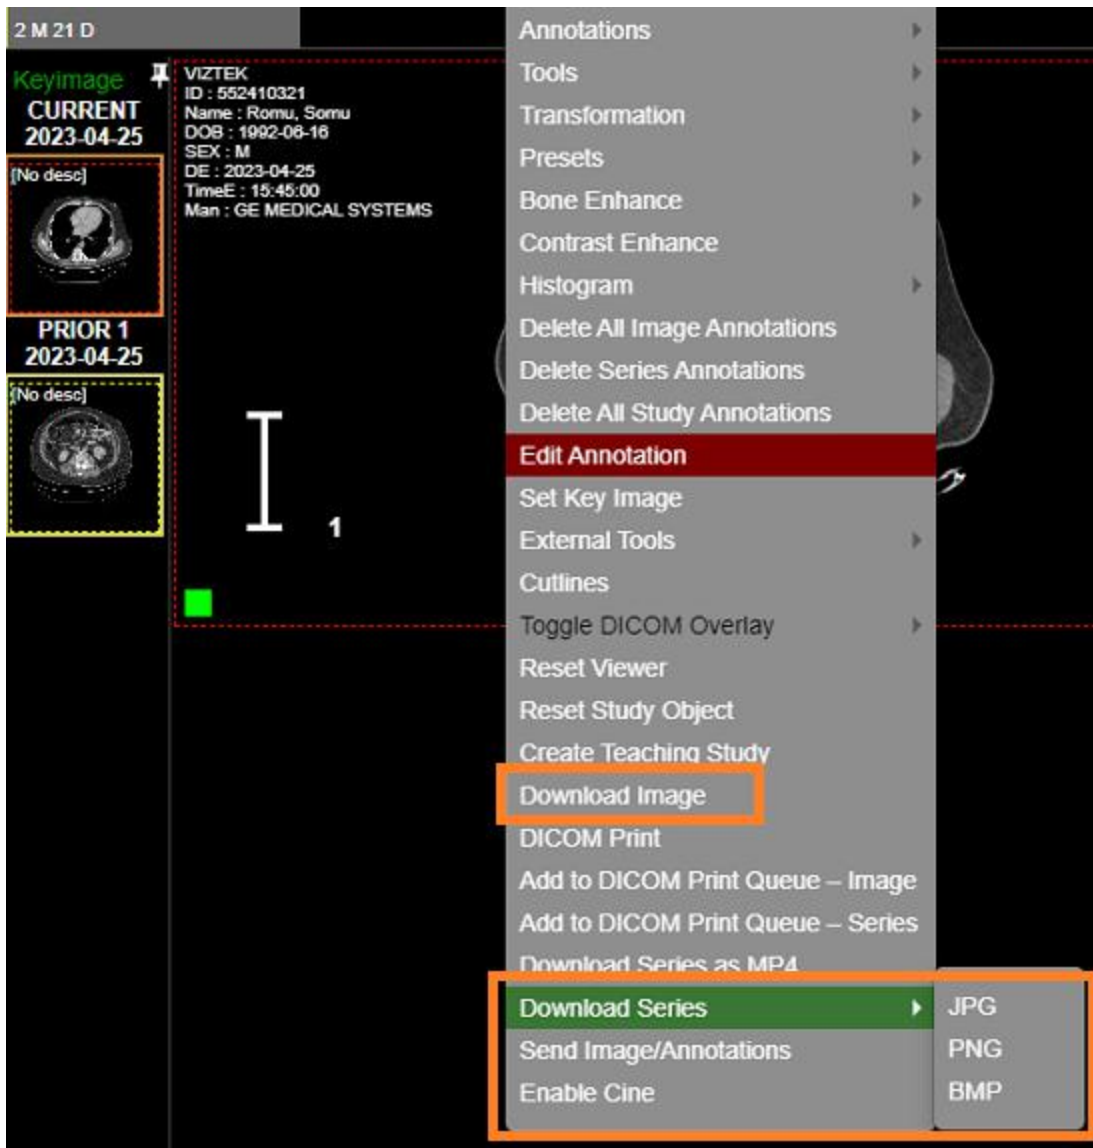 2 M 21 D
Keyimage
CURRENT
2023-04-25
[No desc]
PRIOR 1
2023-04-25
[No desc]
VIZTEK
ID : 552410321
Name : Romu, Somu
DOB : 1992-06-16
SEX : M
DE : 2023-04-25
TimeE : 15:45:00
Man : GE MEDICAL SYSTEMS
1
Annotations
Tools
Transformation
Presets
Bone Enhance
Contrast Enhance
Histogram
Delete All Image Annotations
Delete Series Annotations
Delete All Study Annotations
Edit Annotation
Set Key Image
External Tools
Cutlines
Toggle DICOM Overlay
Reset Viewer
Reset Study Object
Create Teaching Study
Download Image
DICOM Print
Add to DICOM Print Queue – Image
Add to DICOM Print Queue – Series
Download Series as MP4
Download Series
Send Image/Annotations
Enable Cine
JPG
PNG
BMP